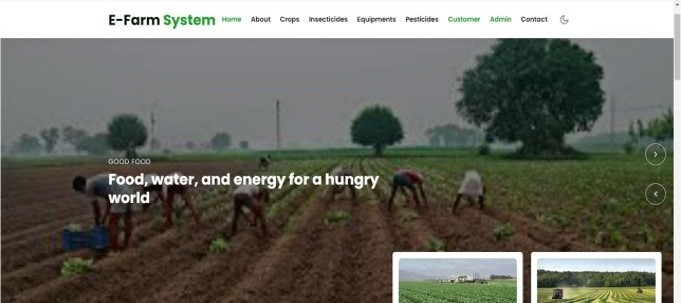 E-Farm System Home About Crops Insecticides Equipments Pesticides Customer Admin Contact
GOOD FOOD
Food, water, and energy for a hungry
world